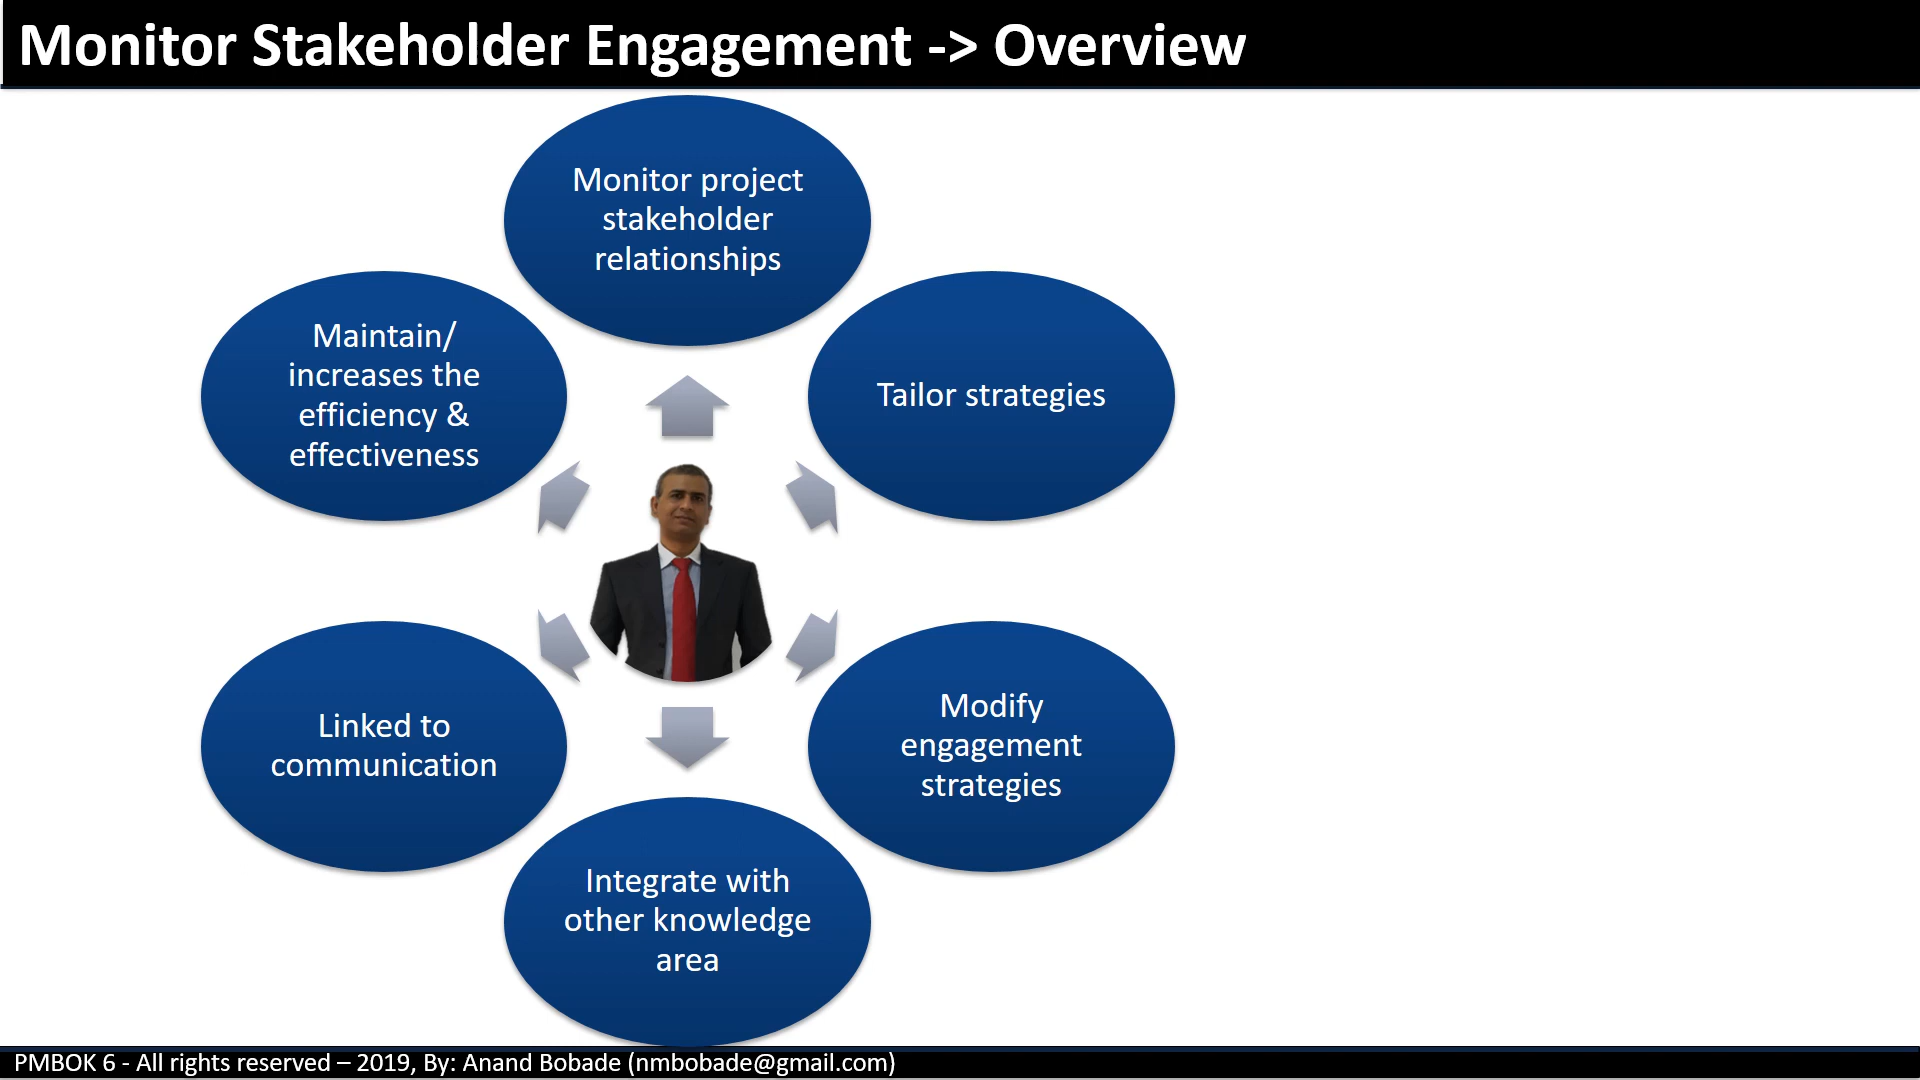 Monitor Stakeholder Engagement -> Overview
Monitor project
stakeholder
relationships
Tailor strategies
Modify
engagement
strategies
Integrate with
other knowledge
area
Linked to
communication
Maintain/
increases the
efficiency &
effectiveness
PMBOK 6 - All rights reserved – 2019, By: Anand Bobade (nmbobade@gmail.com)